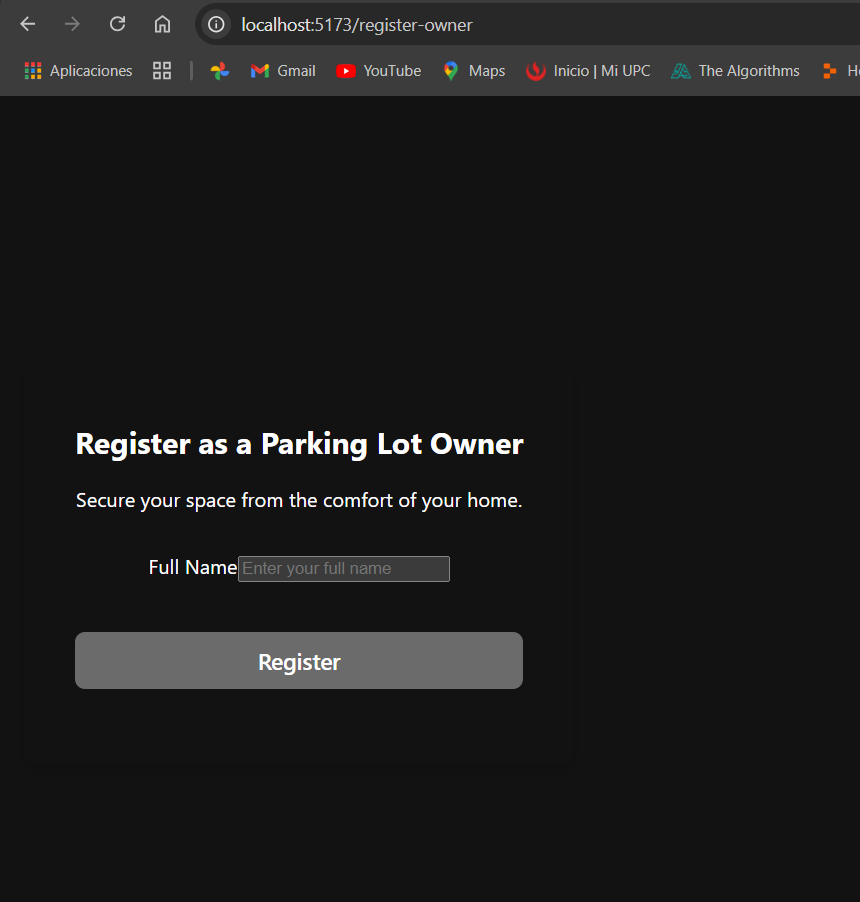 localhost:5173/register-owner
Aplicaciones Gmail YouTube Maps Inicio | Mi UPC The Algorithms
Register as a Parking Lot Owner
Secure your space from the comfort of your home.
Full Name Enter your full name
Register